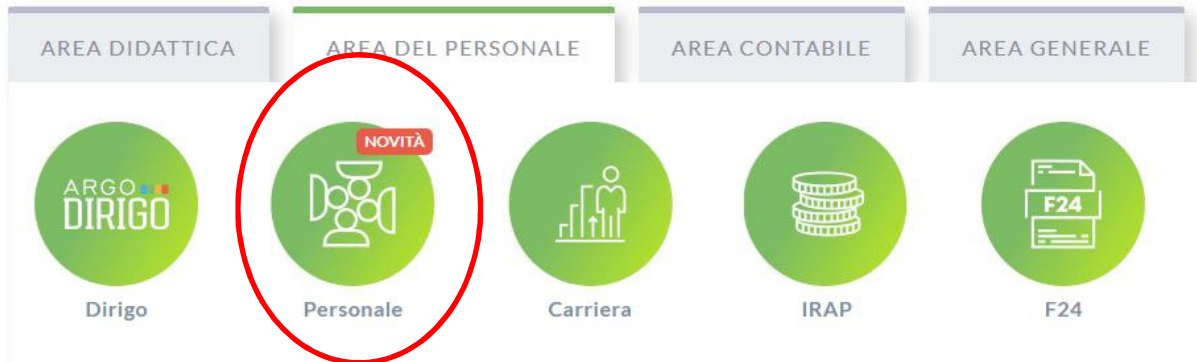 AREA DIDATTICA AREA DEL PERSONALE AREA CONTABILE AREA GENERALE
NOVITÀ
ARGO
DIRIGO
F24
Dirigo Personale Carriera IRAP F24